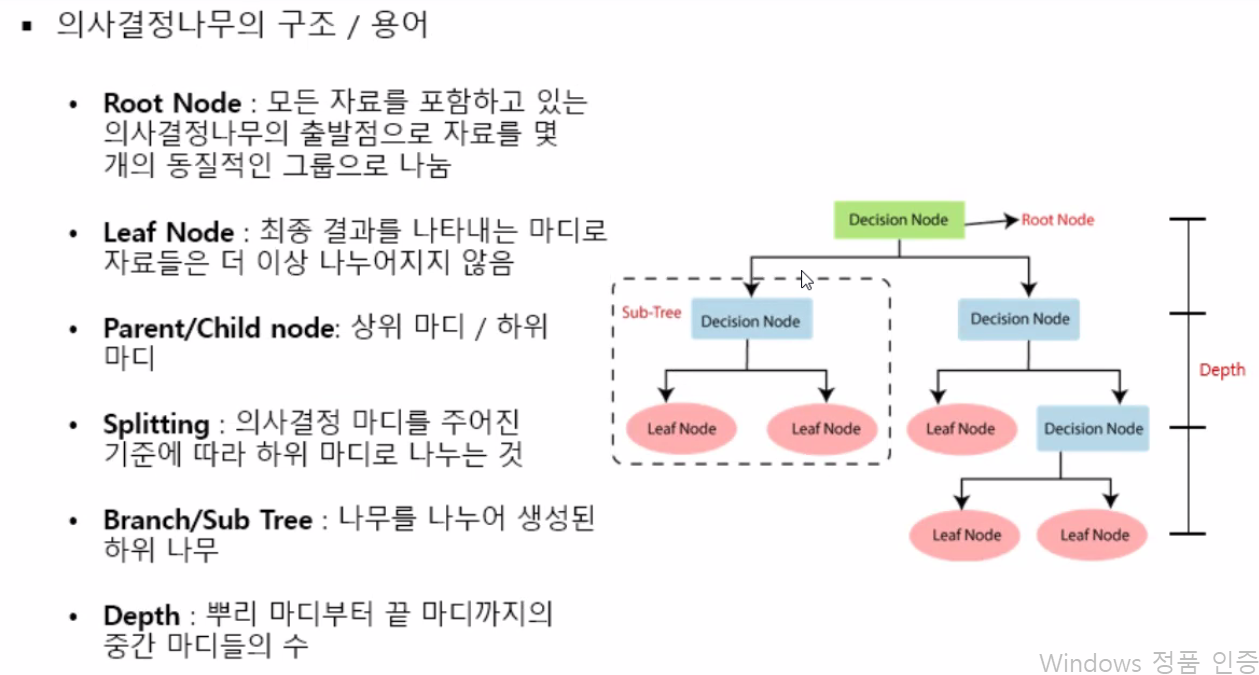 ▪ 의사결정나무의 구조 / 용어
• Root Node : 모든 자료를 포함하고 있는
의사결정나무의 출발점으로 자료를 몇
개의 동질적인 그룹으로 나눔
• Leaf Node : 최종 결과를 나타내는 마디로
자료들은 더 이상 나누어지지 않음
• Parent/Child node: 상위 마디 / 하위
마디
• Splitting : 의사결정 마디를 주어진
기준에 따라 하위 마디로 나누는 것
• Branch/Sub Tree : 나무를 나누어 생성된
하위 나무
• Depth : 뿌리 마디부터 끝 마디까지의
중간 마디들의 수
Decision Node
Root Node
Sub-Tree
Decision Node
Decision Node
Depth
Leaf Node
Leaf Node
Leaf Node
Decision Node
Leaf Node
Leaf Node
Windows 정품 인증